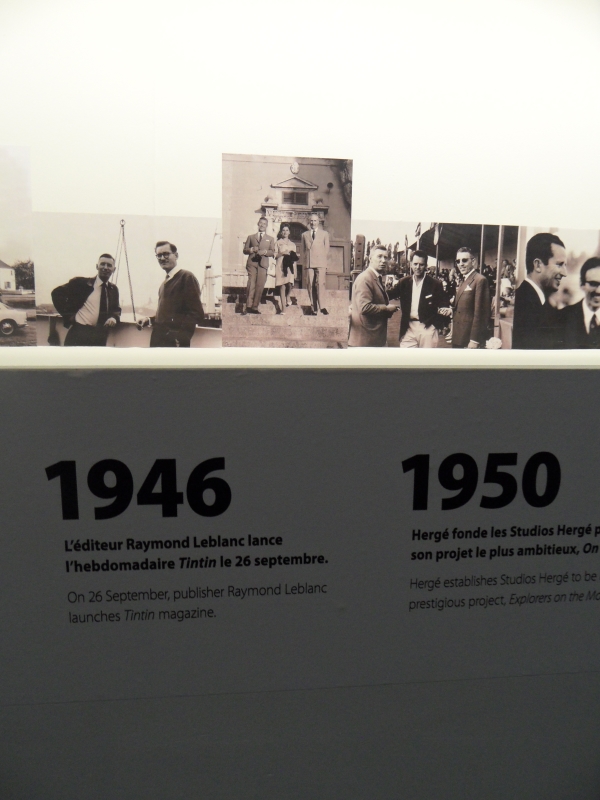 1946
L'éditeur Raymond Leblanc lance
l'hebdomadaire Tintin le 26 septembre.
On 26 September, publisher Raymond Leblanc
launches Tintin magazine.
1950
Hergé fonde les Studios Hergé p
son projet le plus ambitieux, On
Hergé establishes Studios Hergé to be
prestigious project, Explorers on the Mo